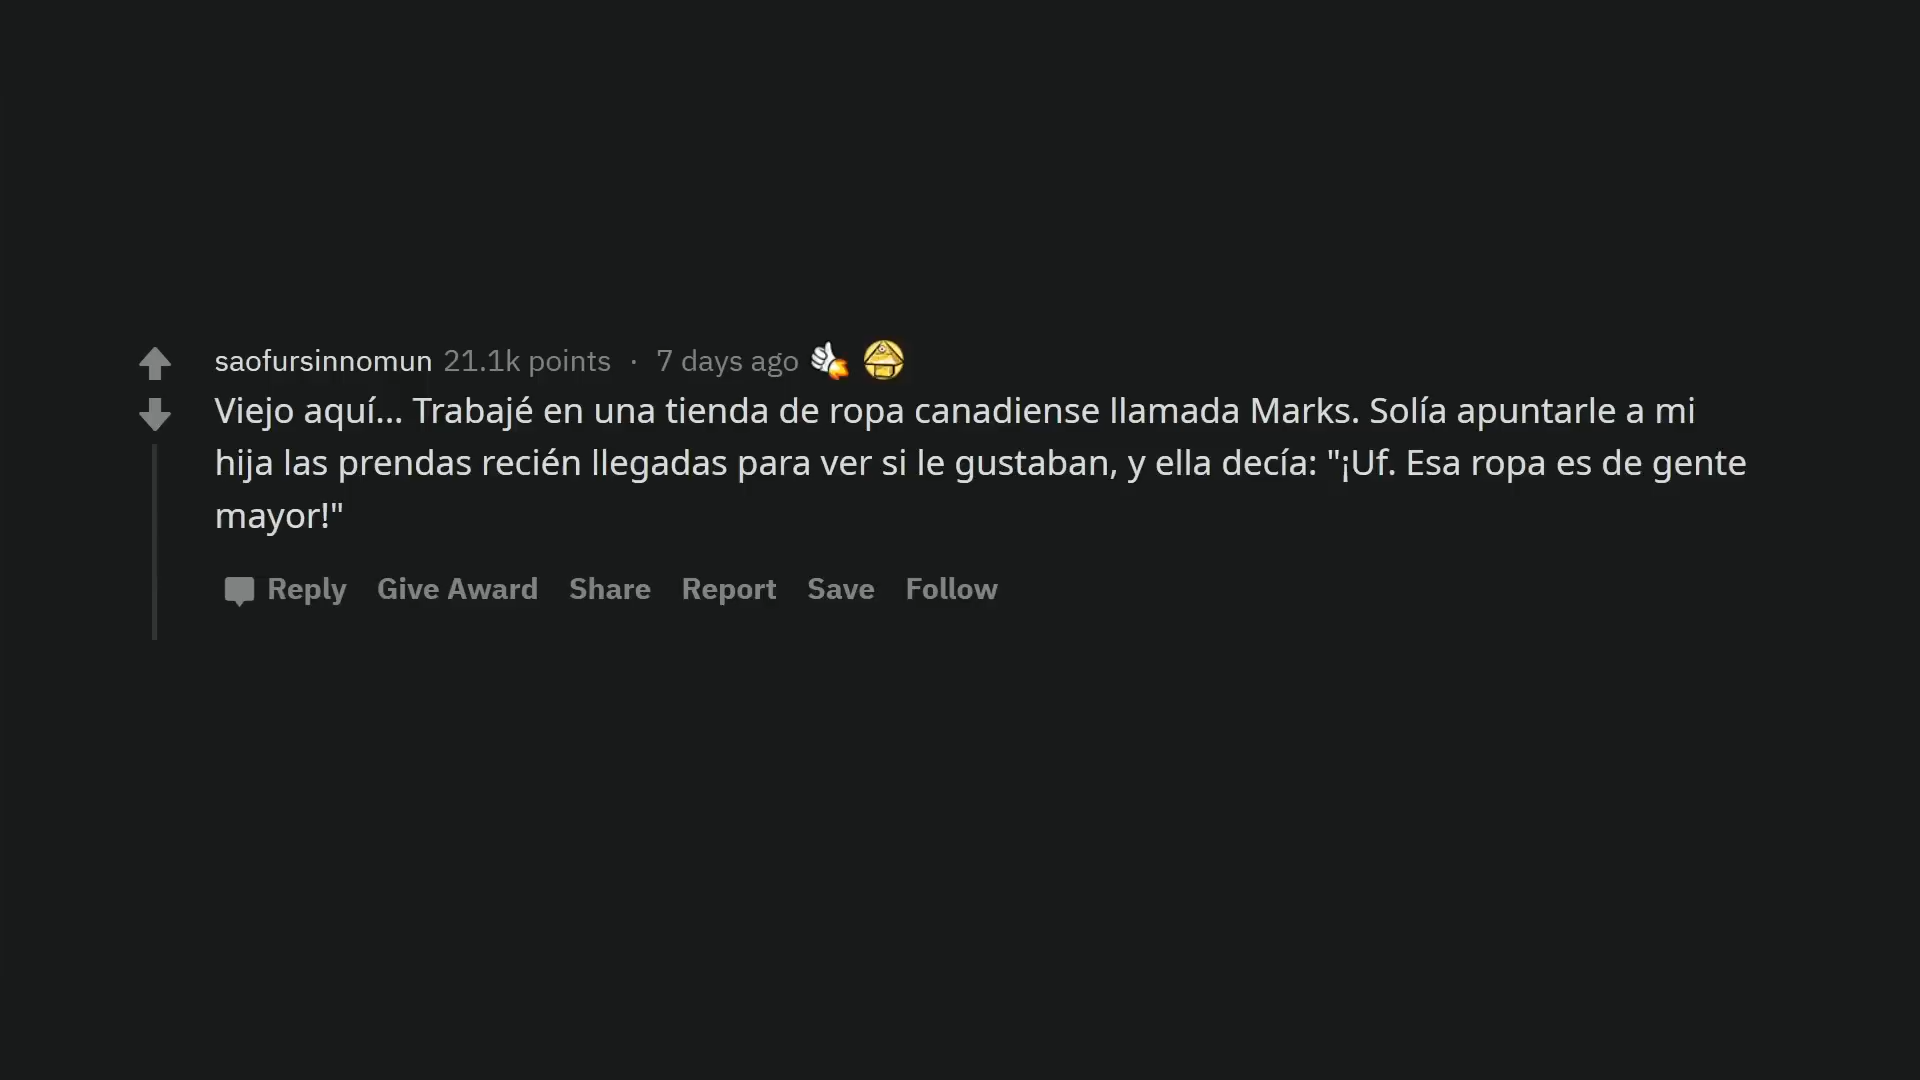 saofursinnomun 21.1k points · 7 days ago
Viejo aquí... Trabajé en una tienda de ropa canadiense llamada Marks. Solía apuntarle a mi
hija las prendas recién llegadas para ver si le gustaban, y ella decía: "¡Uf. Esa ropa es de gente
mayor!"
Reply Give Award Share Report Save Follow